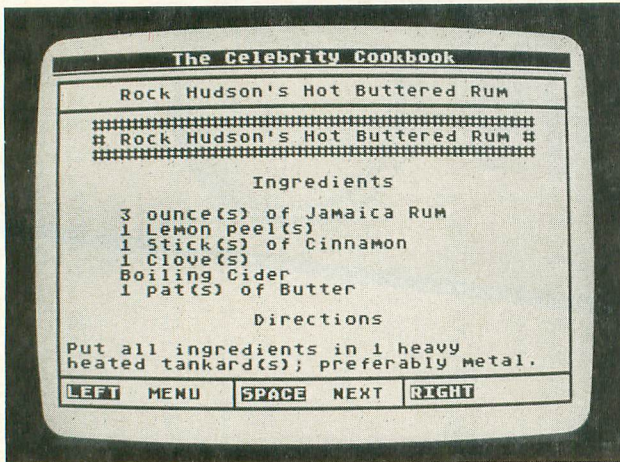 The Celebrity Cookbook
Rock Hudson's Hot Buttered Rum
##################################
# Rock Hudson's Hot Buttered Rum #
##################################
Ingredients
3 ounce(s) of Jamaica Rum
1 Lemon peel(s)
1 Stick(s) of Cinnamon
1 Clove(s)
Boiling Cider
1 pat(s) of Butter
Directions
Put all ingredients in 1 heavy
heated tankard(s); preferably metal.
LEFT MENU SPACE NEXT RIGHT